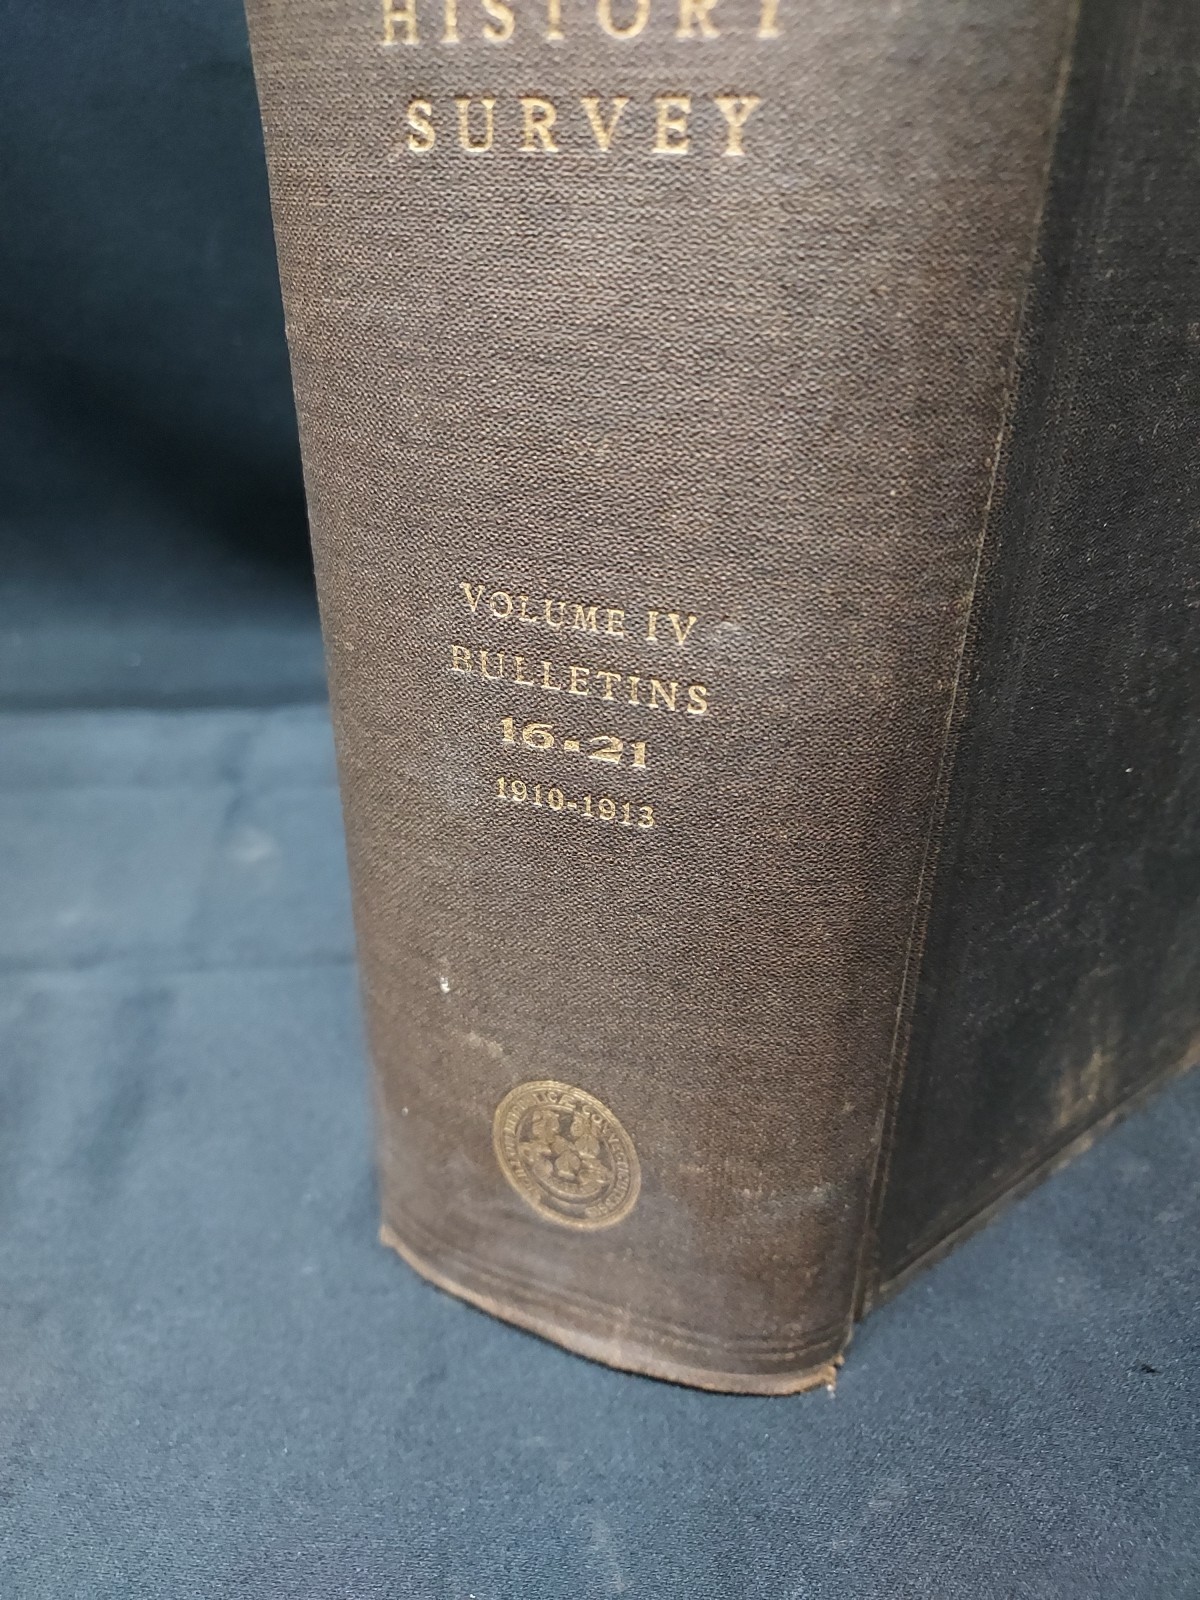 HISTORY
SURVEY
VOLUME IV
BULLETINS
16-21
1910-1913